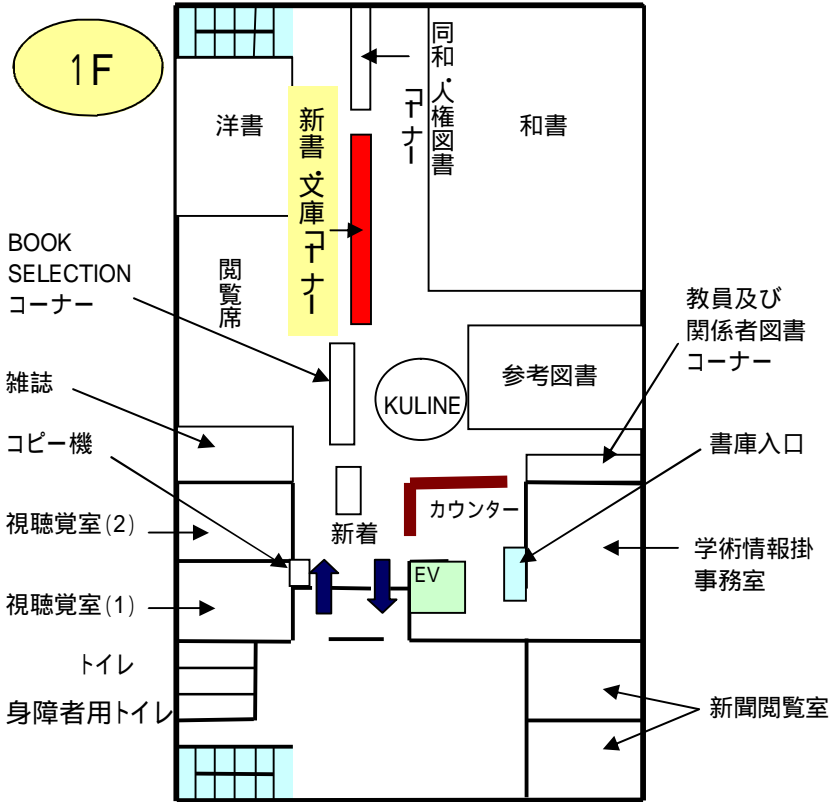 1F
洋書
新書・文庫コーナー
同和・人権図書
コーナー
和書
BOOK
SELECTION
コーナー
閲覧席
教員及び
関係者図書
コーナー
参考図書
KULINE
雑誌
コピー機
書庫入口
カウンター
新着
視聴覚室(2)
学術情報掛
事務室
EV
視聴覚室(1)
トイレ
身障者用トイレ
新聞閲覧室